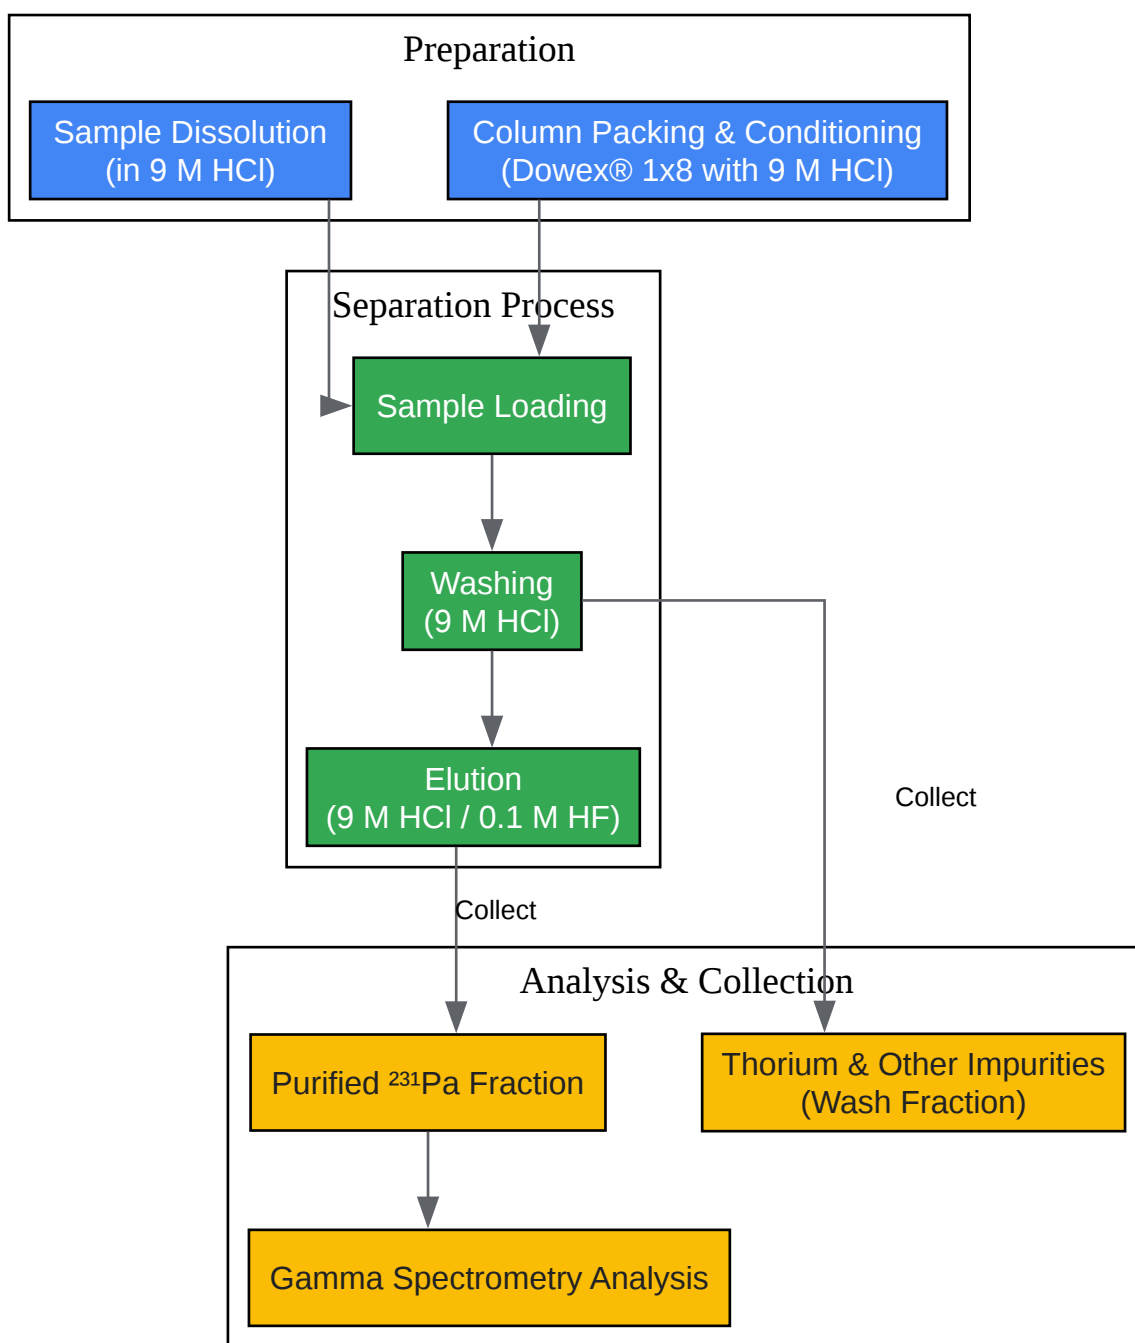 Preparation
Sample Dissolution
(in 9 M HCl)
Column Packing & Conditioning
(Dowex® 1x8 with 9 M HCl)
Separation Process
Sample Loading
Washing
(9 M HCl)
Elution
(9 M HCl / 0.1 M HF)
Collect
Collect
Analysis & Collection
Purified ²³¹Pa Fraction
Thorium & Other Impurities
(Wash Fraction)
Gamma Spectrometry Analysis